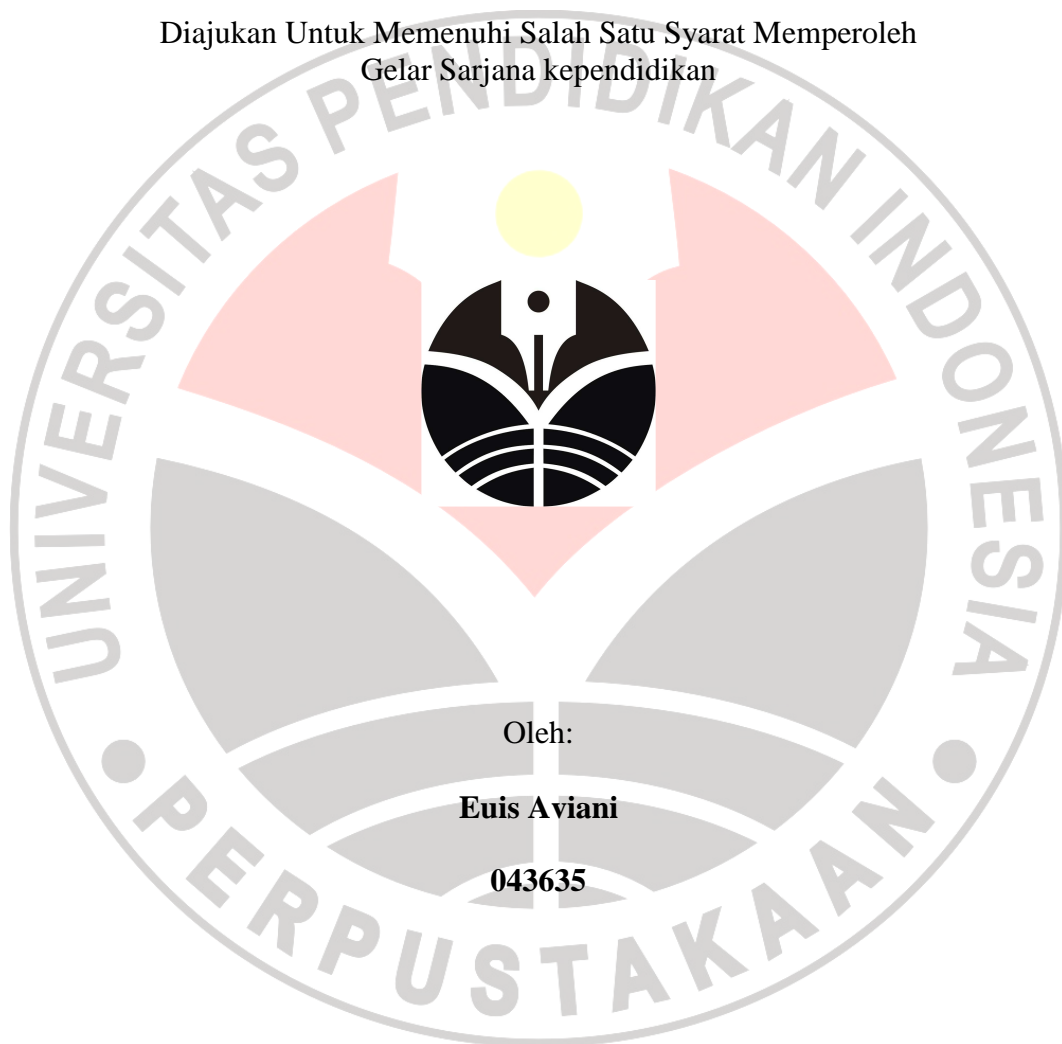 Diajukan Untuk Memenuhi Salah Satu Syarat Memperoleh
Gelar Sarjana kependidikan
UNIVERSITAS PENDIDIKAN INDONESIA
Oleh:
Euis Aviani
043635
PERPUSTAKAAN